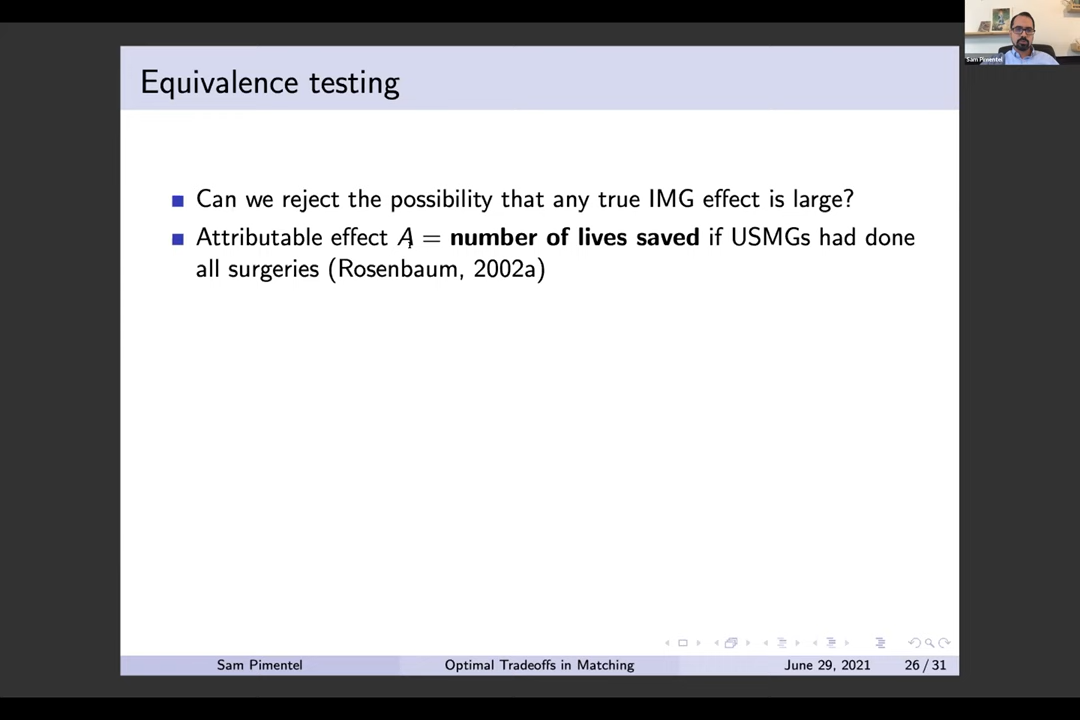 Sam Pimentel
Equivalence testing
Can we reject the possibility that any true IMG effect is large?
Attributable effect A = number of lives saved if USMGs had done
all surgeries (Rosenbaum, 2002a)
Sam Pimentel
Optimal Tradeoffs in Matching
June 29, 2021
26 / 31